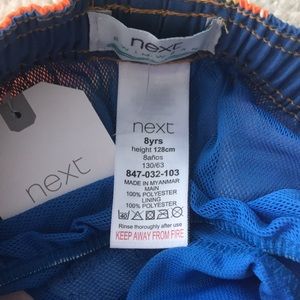 next
SWIMWEAR
next
next
8yrs
height 128cm
8años
130/63
847-032-103
MADE IN MYANMAR
MAIN
100% POLYESTER
LINING
100% POLYESTER
Rinse thoroughly after use
KEEP AWAY FROM FIRE